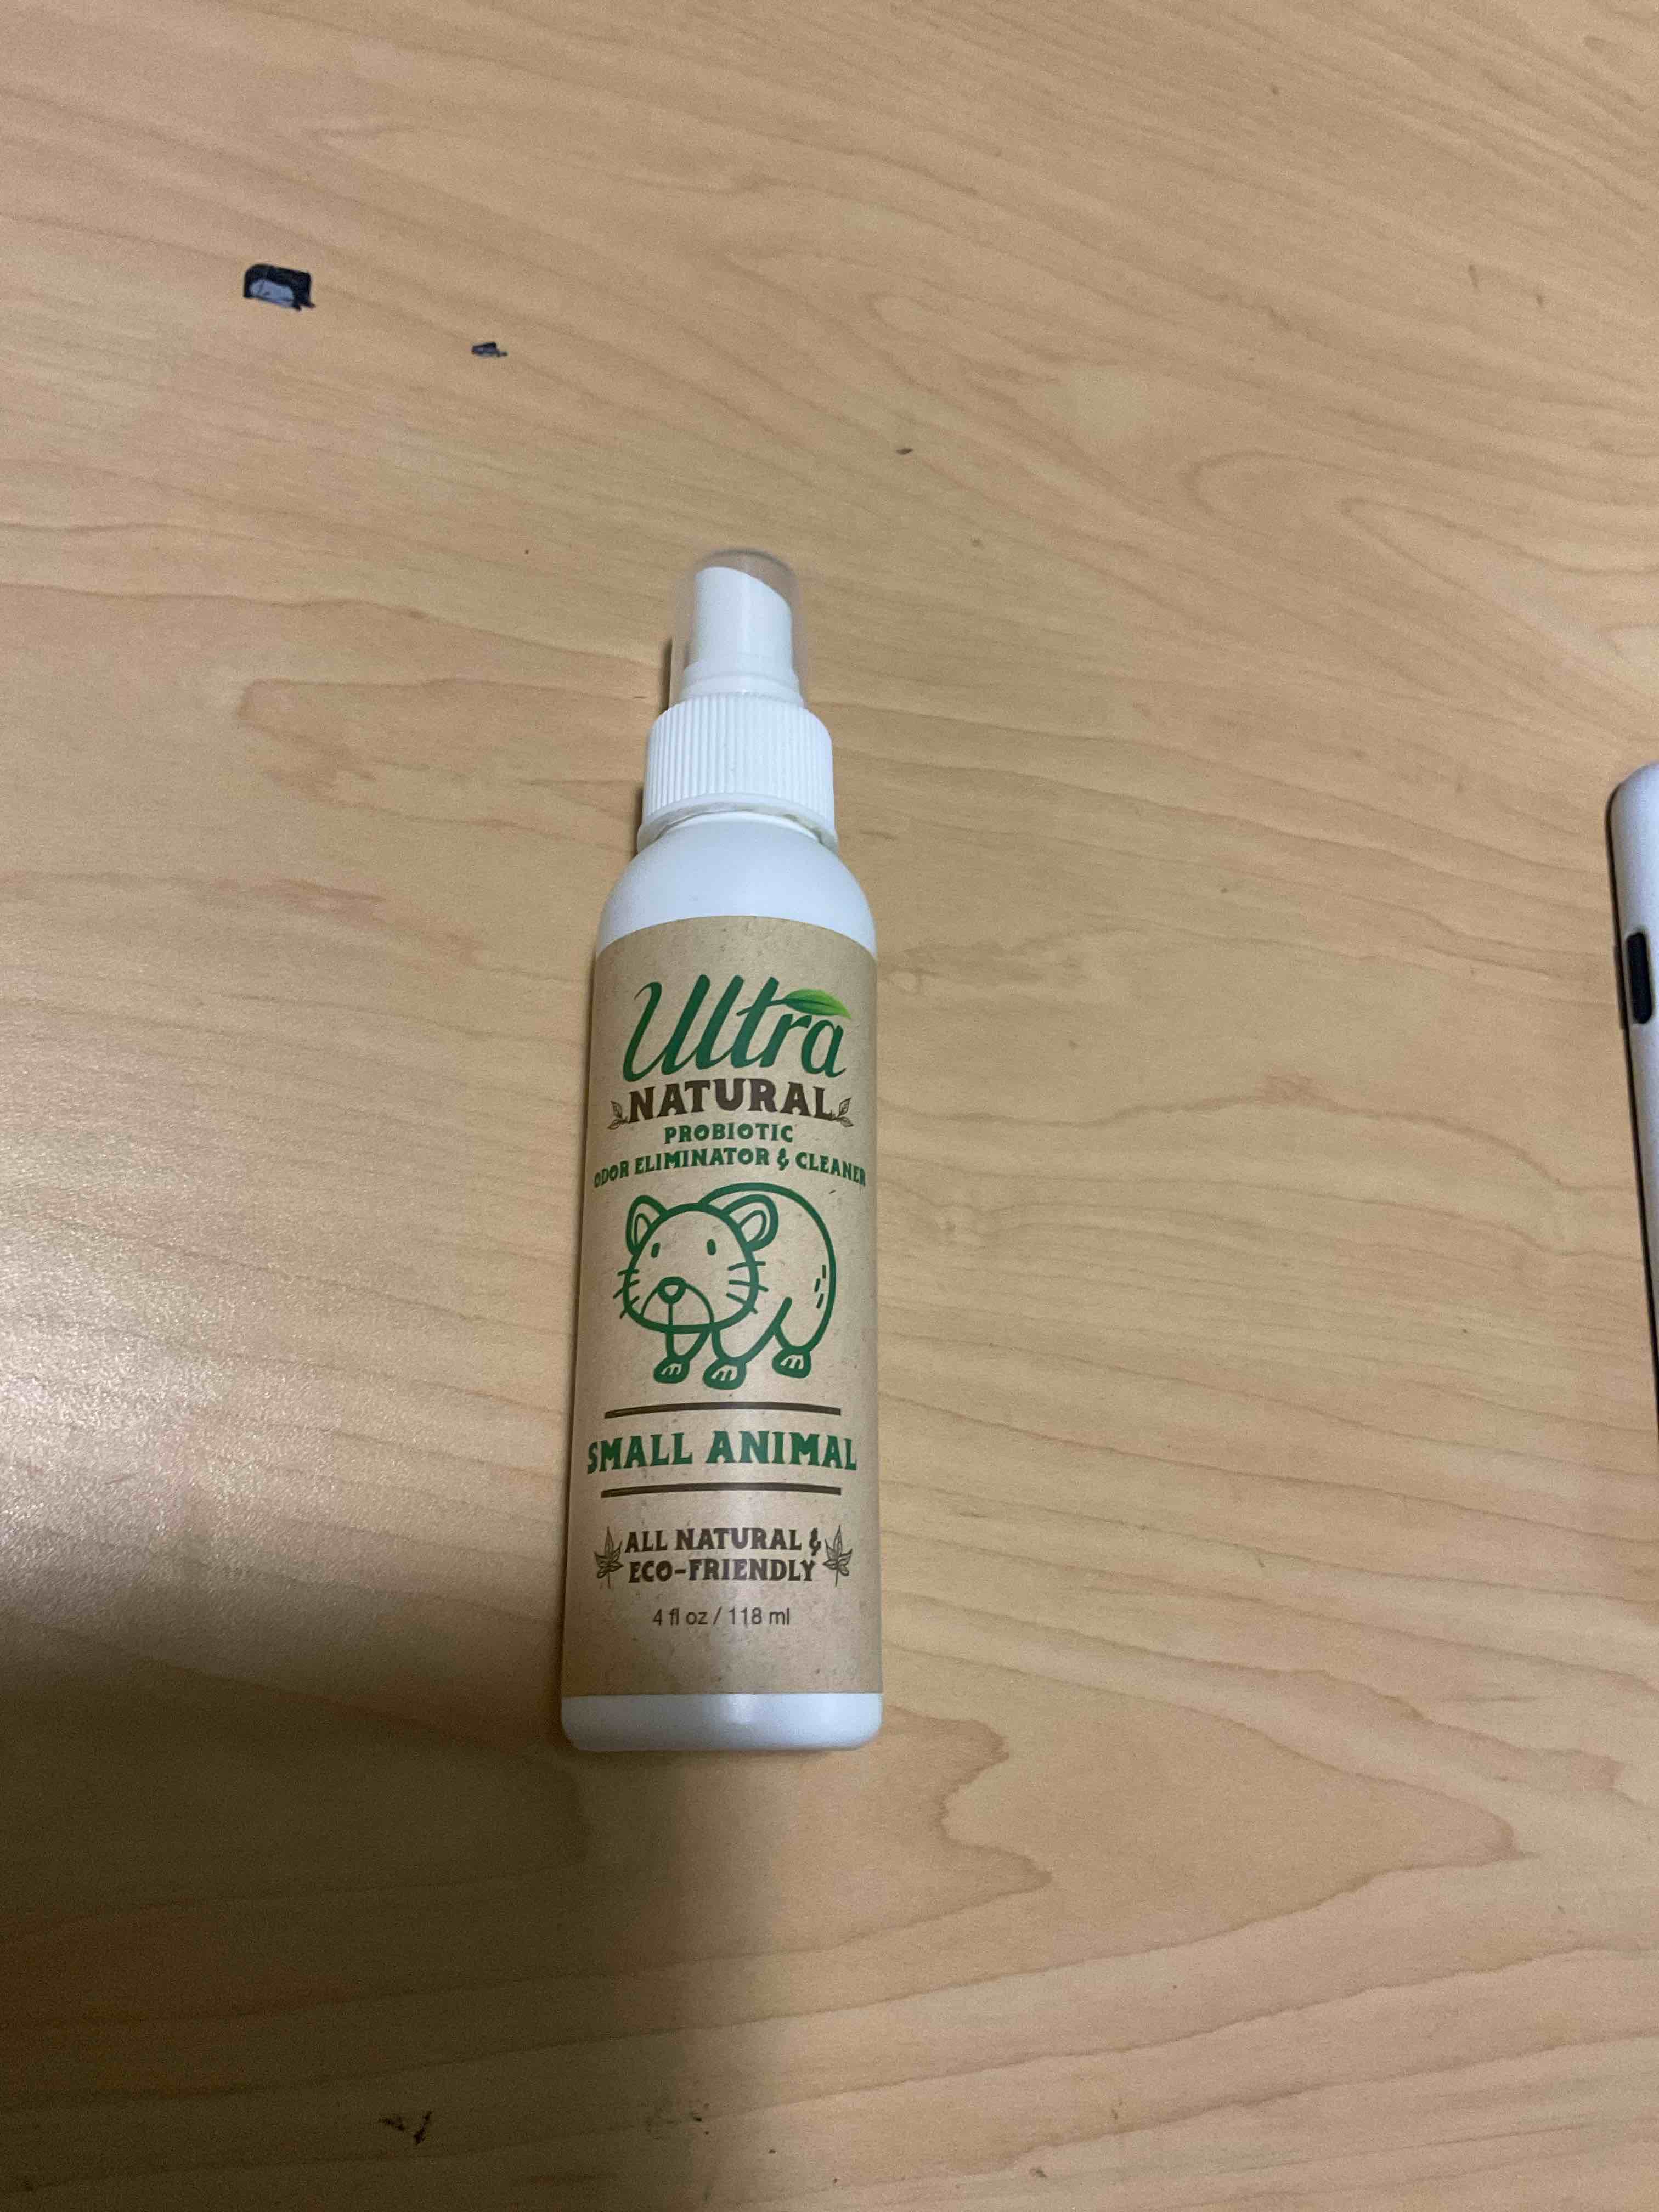 Ultra
NATURAL
PROBIOTIC
ODOR ELIMINATOR & CLEANER
SMALL ANIMAL
ALL NATURAL &
ECO-FRIENDLY
4 fl oz / 118 ml